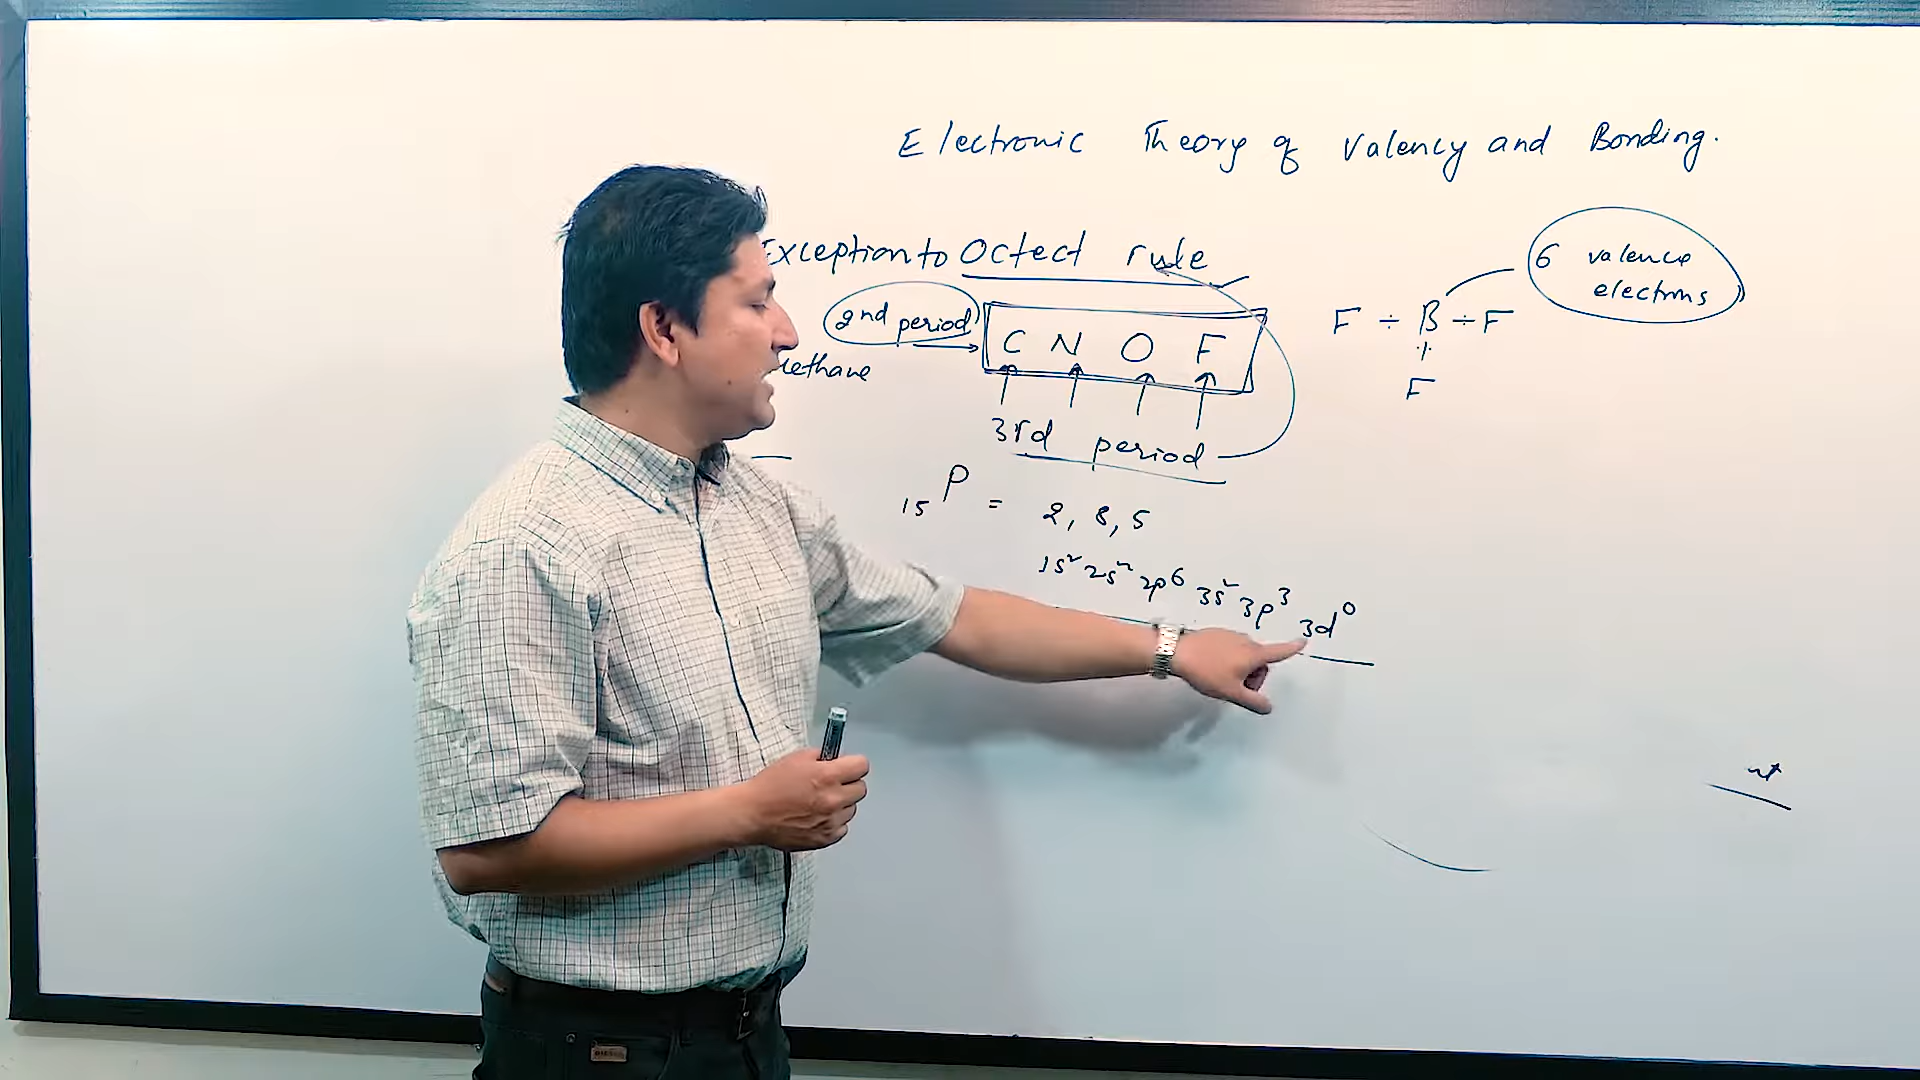 Electronic Theory of Valency and Bonding.
Exception to Octect rule
2nd period
C N O F
methane
3rd period
15 P = 2, 8, 5
1s² 2s² 2p⁶ 3s² 3p³ 3d⁰
6 valence
electrons
F ÷ B ÷ F
F